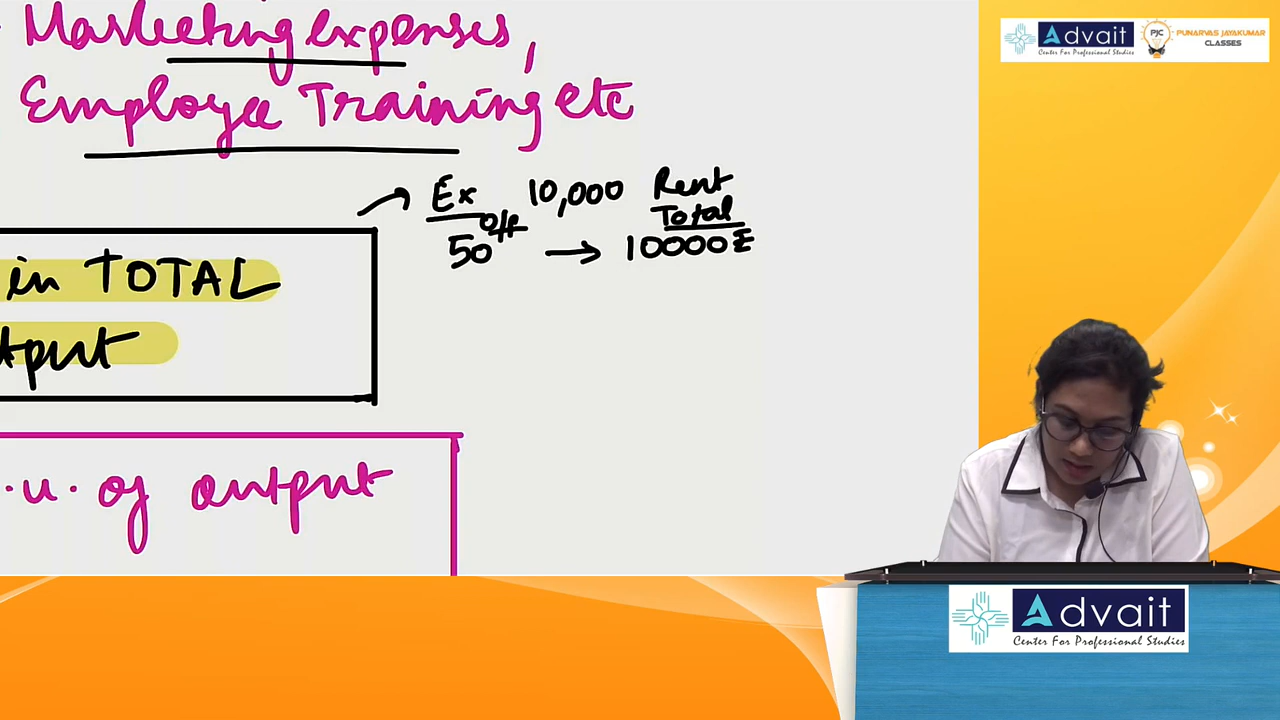 Marketing expenses,
Employee Training etc
Ex 10,000 Rent
O/P Total
50 → 10000₹
in TOTAL
utput
.u. of output
Advait
Center For Professional Studies
PJC
PUNARVAS JAYAKUMAR
CLASSES
Advait
Center For Professional Studies